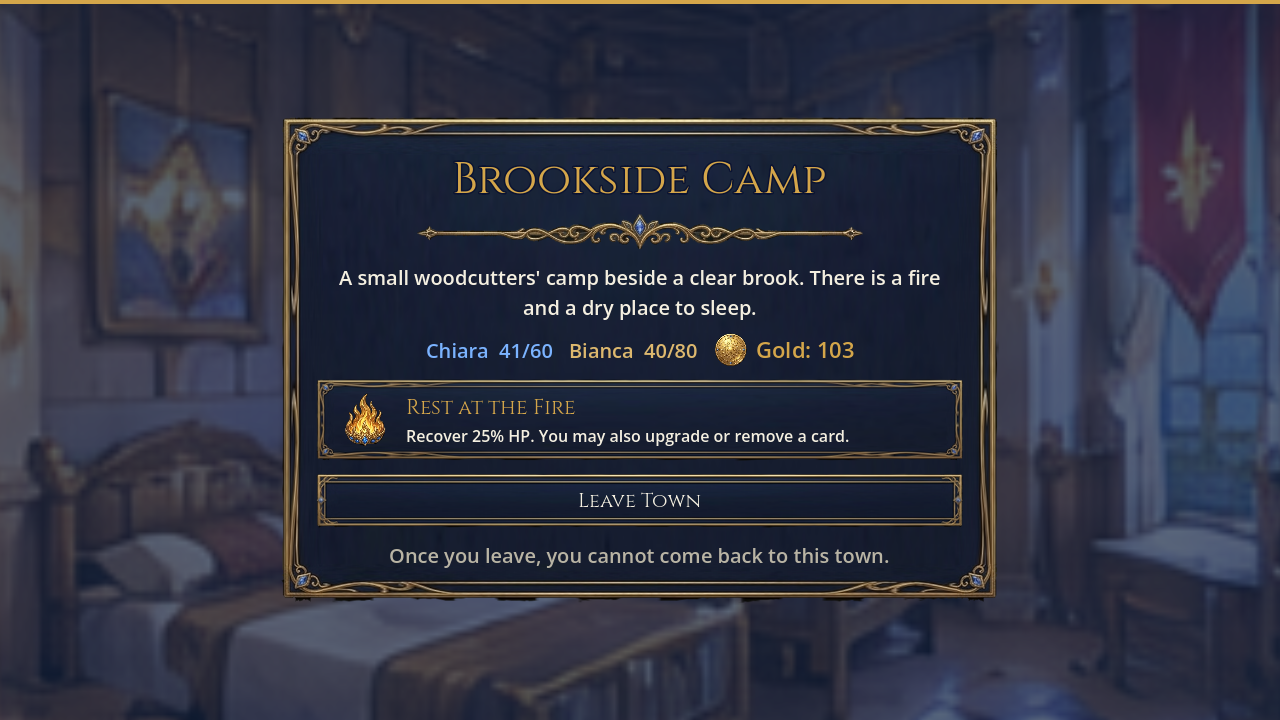 Brookside Camp
A small woodcutters' camp beside a clear brook. There is a fire
and a dry place to sleep.
Chiara 41/60 Bianca 40/80 Gold: 103
Rest at the Fire
Recover 25% HP. You may also upgrade or remove a card.
Leave Town
Once you leave, you cannot come back to this town.